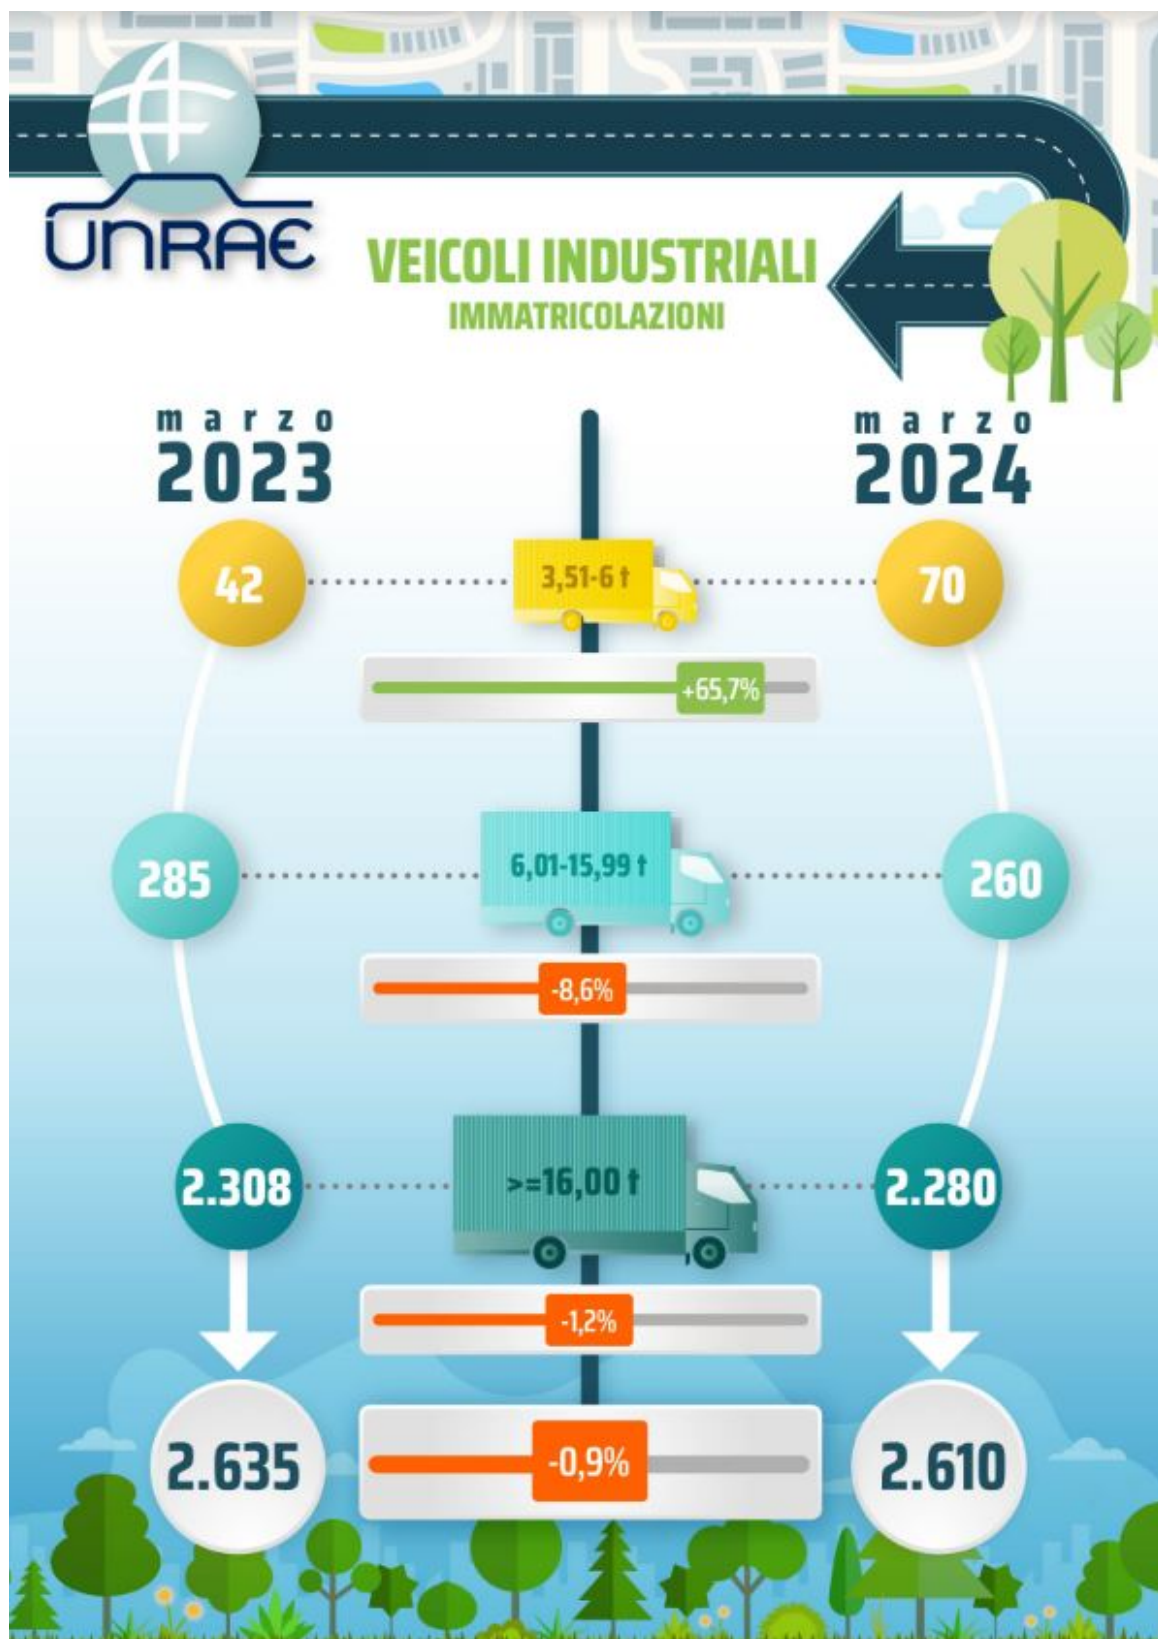 UNRAE
VEICOLI INDUSTRIALI
IMMATRICOLAZIONI
marzo
2023
marzo
2024
42
3,51-6 t
70
+65,7%
285
6,01-15,99 t
260
-8,6%
2.308
>=16,00 t
2.280
-1,2%
2.635
-0,9%
2.610